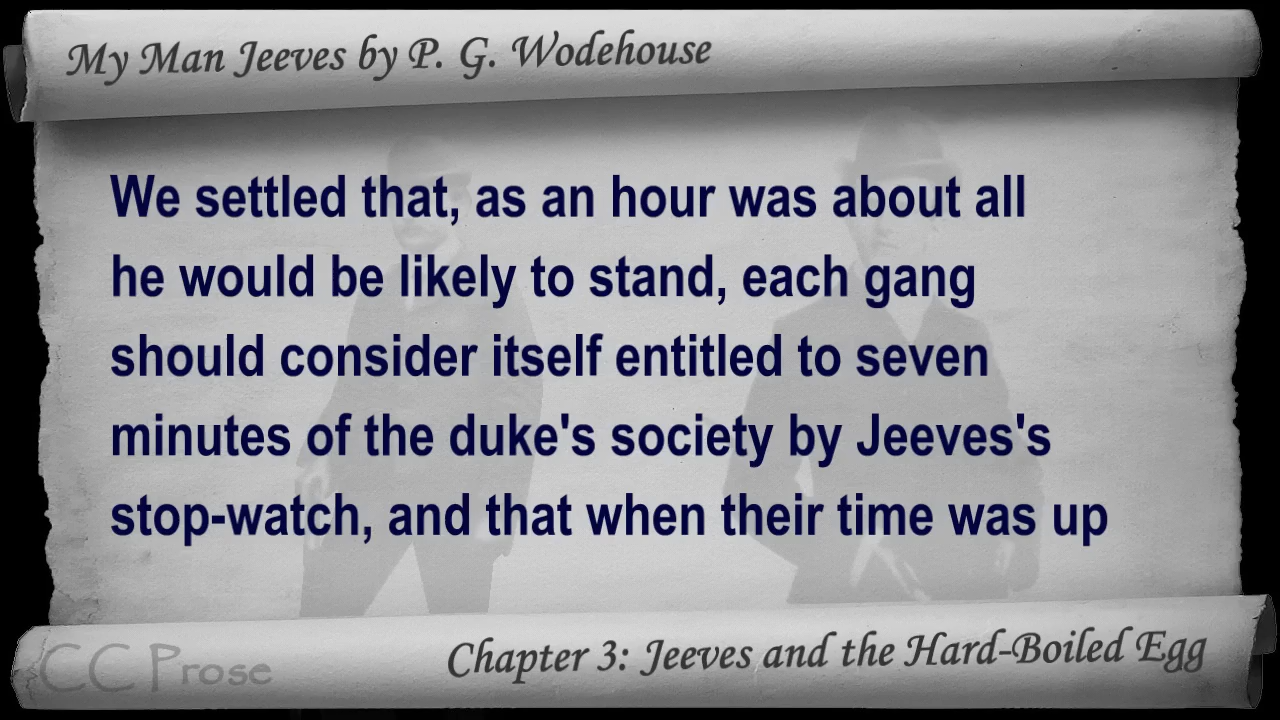 My Man Jeeves by P. G. Wodehouse
We settled that, as an hour was about all
he would be likely to stand, each gang
should consider itself entitled to seven
minutes of the duke's society by Jeeves's
stop-watch, and that when their time was up
CC Prose
Chapter 3: Jeeves and the Hard-Boiled Egg